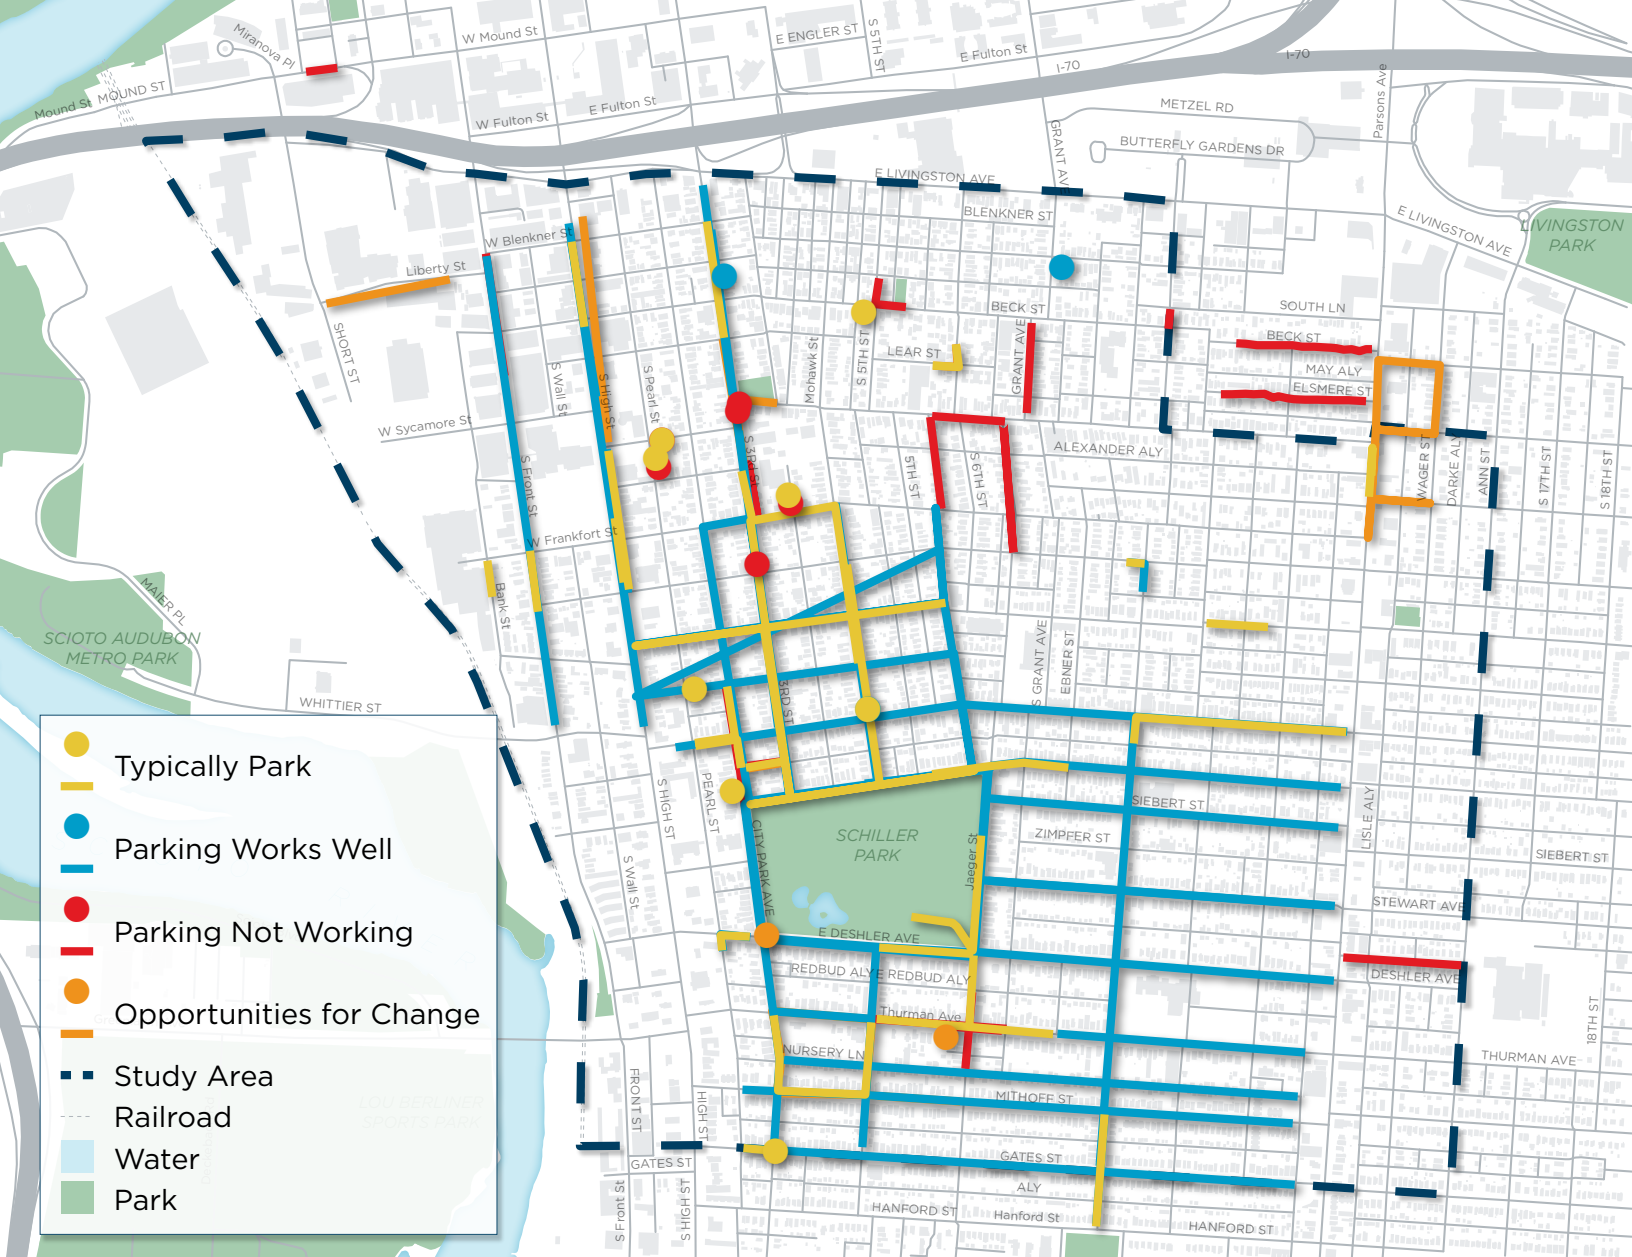 Miranova Pl
W Mound St
E ENGLER ST
S 5TH ST
E Fulton St
I-70
I-70
Mound St
MOUND ST
W Fulton St
E Fulton St
METZEL RD
Parsons Ave
GRANT AVE
BUTTERFLY GARDENS DR
E LIVINGSTON AVE
BLENKNER ST
E LIVINGSTON AVE
LIVINGSTON
PARK
W Blenkner St
Liberty St
SHORT ST
BECK ST
SOUTH LN
BECK ST
MAY ALY
ELSMERE ST
LEAR ST
GRANT AVE
Mohawk St
S 5TH ST
S Wall St
S High St
S Pearl St
W Sycamore St
S 3Rd St
S Front St
5TH ST
S 6TH ST
ALEXANDER ALY
WAGER ST
DARKE ALY
ANN ST
S 17TH ST
S 18TH ST
W Frankfort St
Bank St
MAIER PL
SCIOTO AUDUBON
METRO PARK
WHITTIER ST
3RD ST
S GRANT AVE
EBNER ST
S HIGH ST
PEARL ST
CITY PARK AVE
SCHILLER
PARK
Jaeger St
SIEBERT ST
ZIMPFER ST
LISLE ALY
SIEBERT ST
STEWART AVE
S Wall St
E DESHLER AVE
REDBUD ALY
E REDBUD ALY
DESHLER AVE
Thurman Ave
NURSERY LN
18TH ST
THURMAN AVE
FRONT ST
HIGH ST
MITHOFF ST
GATES ST
GATES ST
ALY
S Front St
S HIGH ST
HANFORD ST
Hanford St
HANFORD ST
Typically Park
Parking Works Well
Parking Not Working
Opportunities for Change
Study Area
Railroad
Water
Park
LOU BERLINER
SPORTS PARK